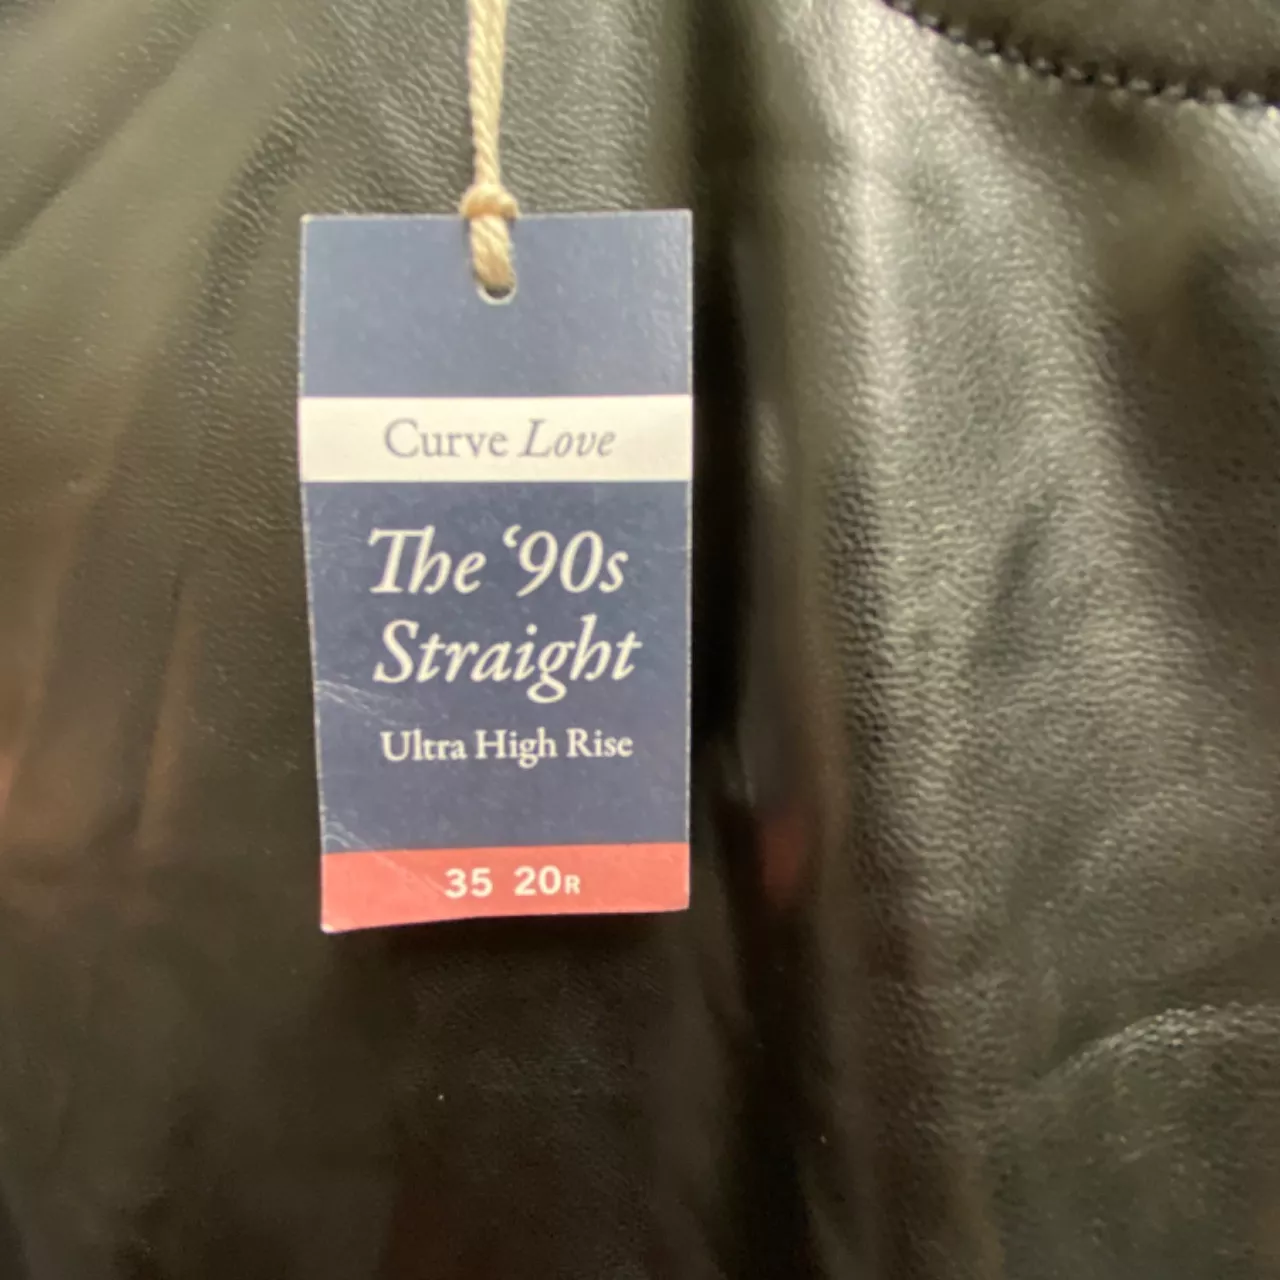 Curve Love
The ‘90s
Straight
Ultra High Rise
35 20R